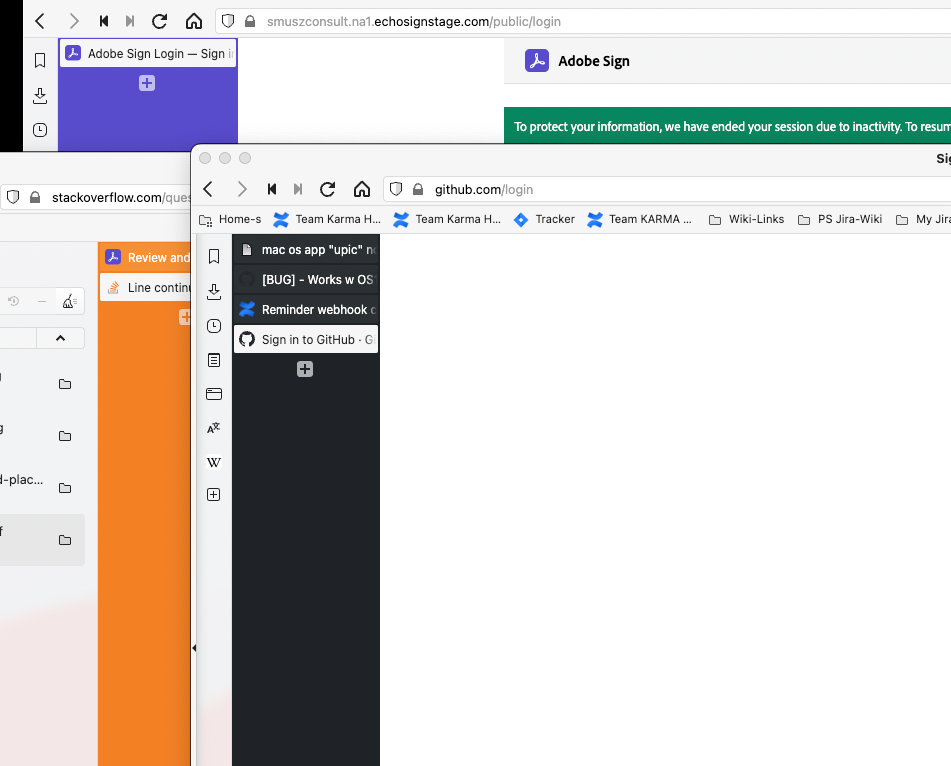 smuszconsult.na1.echosignstage.com/public/login
Adobe Sign Login — Sign i
Adobe Sign
To protect your information, we have ended your session due to inactivity. To resum
Sig
stackoverflow.com/ques
github.com/login
Home-s
Team Karma H...
Team Karma H...
Tracker
Team KARMA ...
Wiki-Links
PS Jira-Wiki
My Jira
Review and
Line contin
mac os app "upic" n
[BUG] - Works w OS
Reminder webhook
Sign in to GitHub · G
g
d-plac...
f